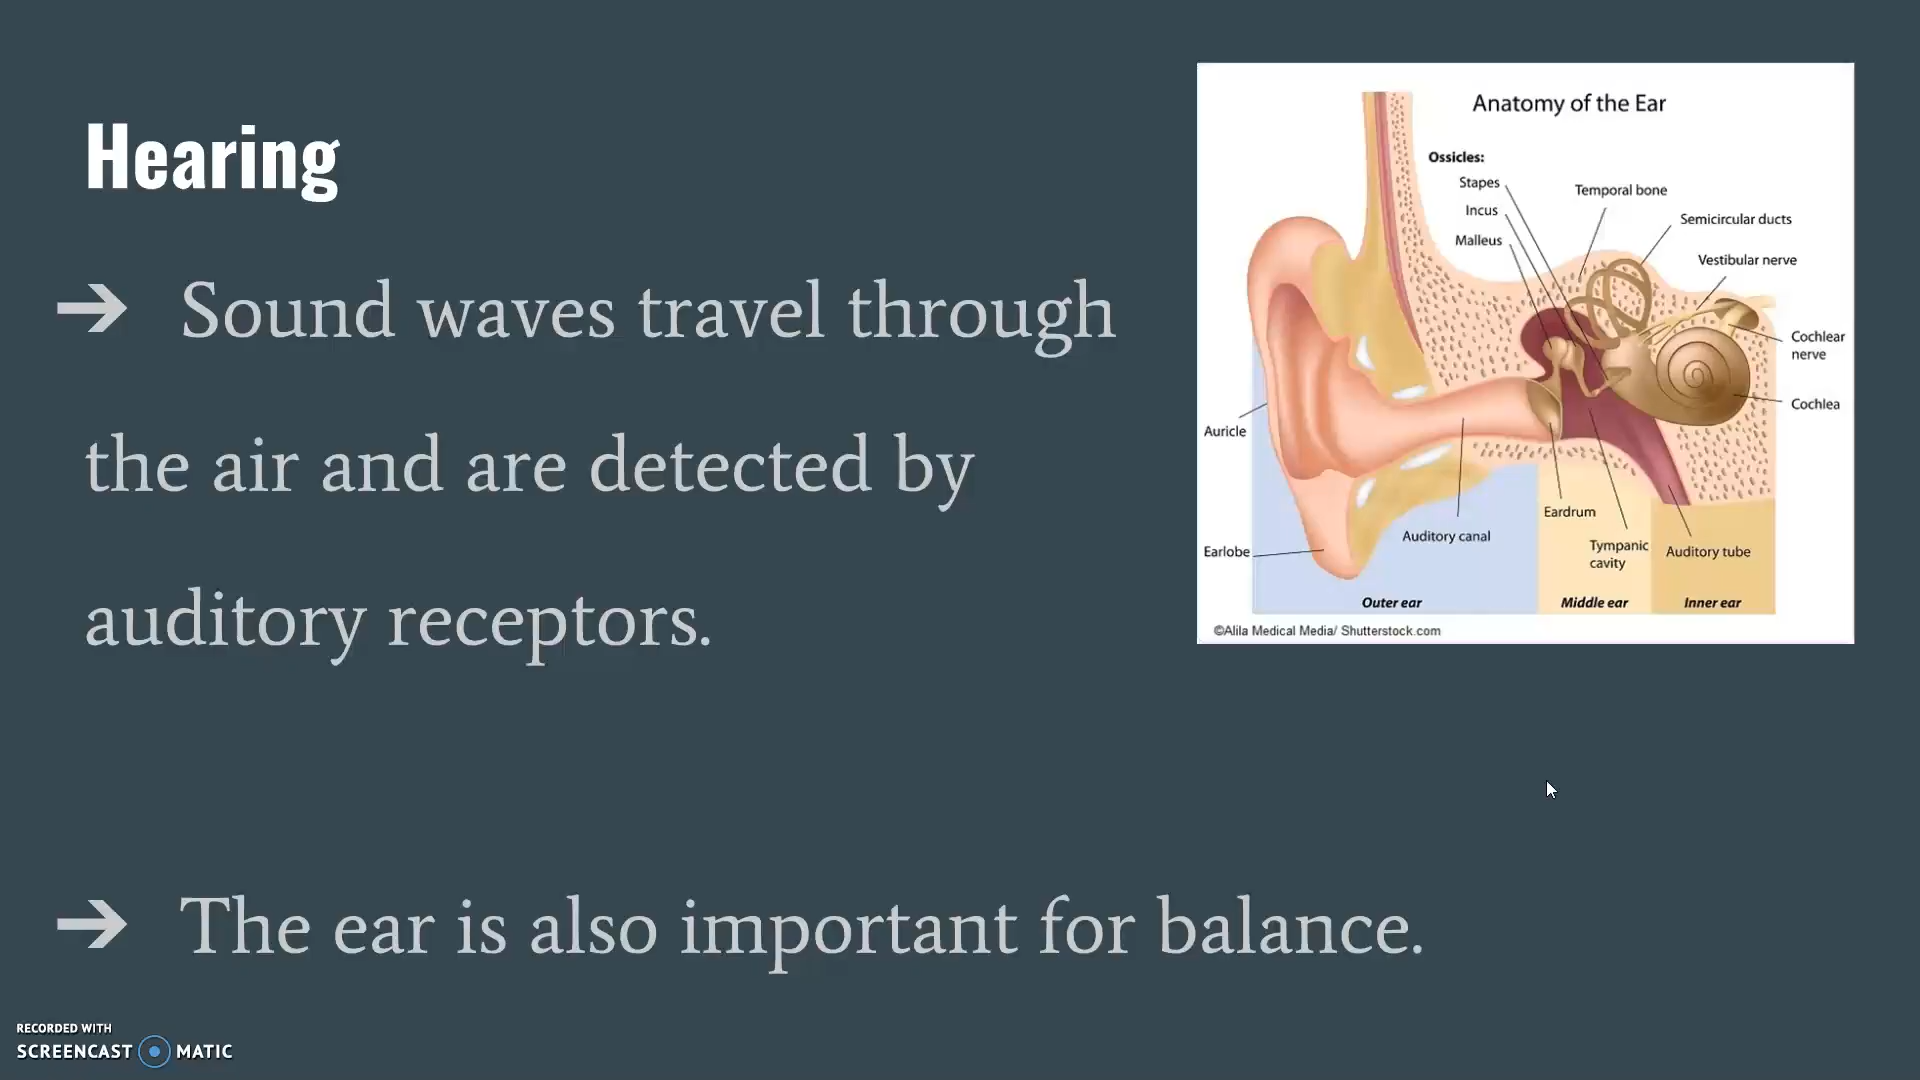 Hearing
➔ Sound waves travel through
the air and are detected by
auditory receptors.
➔ The ear is also important for balance.
Anatomy of the Ear
Ossicles:
Stapes
Incus
Malleus
Temporal bone
Semicircular ducts
Vestibular nerve
Cochlear
nerve
Cochlea
Auricle
Earlobe
Auditory canal
Eardrum
Tympanic
cavity
Auditory tube
Outer ear
Middle ear
Inner ear
©Alila Medical Media/ Shutterstock.com
RECORDED WITH
SCREENCAST MATIC